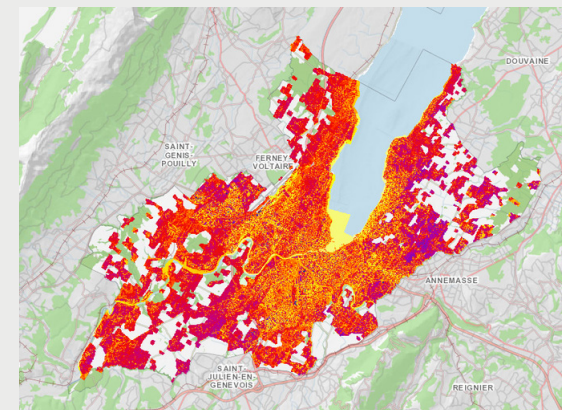 DOUVAINE
SAINT-
GENIS-
POUILLY
FERNEY
VOLTAIRE
ANNEMASSE
SAINT
JULIEN-EN-
GENEVOIS
REIGNIER